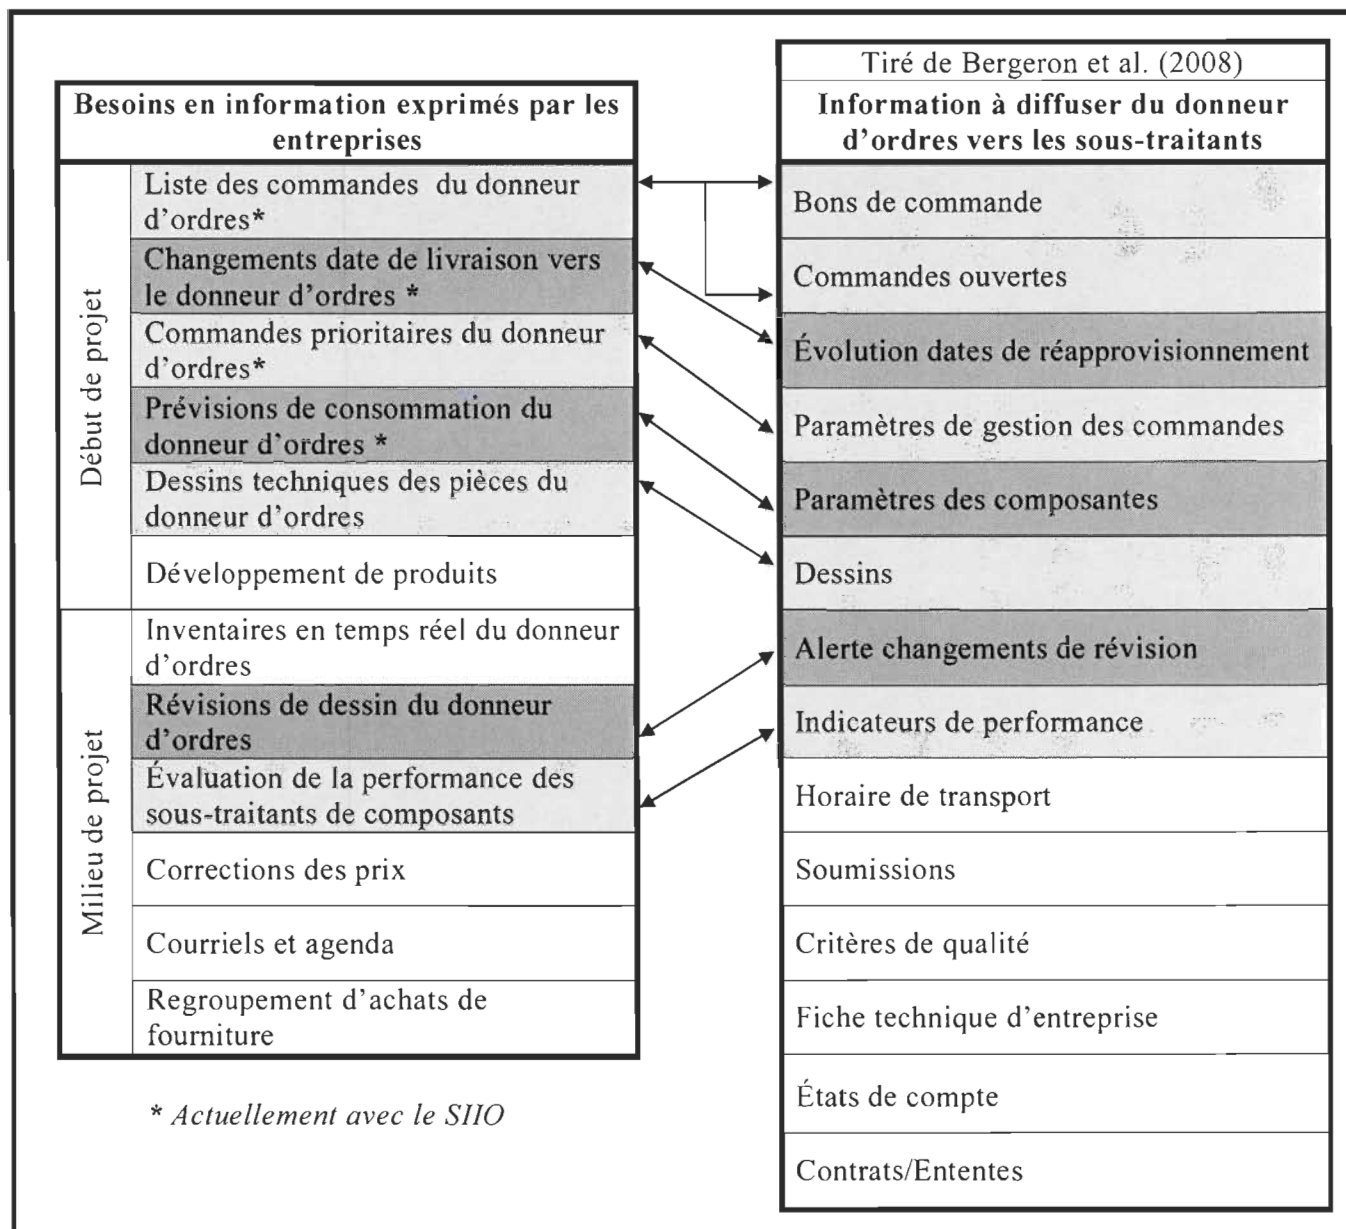 Besoins en information exprimés par les
entreprises
Début de projet
Liste des commandes du donneur
d'ordres*
Changements date de livraison vers
le donneur d'ordres *
Commandes prioritaires du donneur
d'ordres*
Prévisions de consommation du
donneur d'ordres *
Dessins techniques des pièces du
donneur d'ordres
Développement de produits
Milieu de projet
Inventaires en temps réel du donneur
d'ordres
Révisions de dessin du donneur
d'ordres
Évaluation de la performance des
sous-traitants de composants
Corrections des prix
Courriels et agenda
Regroupement d'achats de
fourniture
* Actuellement avec le SIIO
Tiré de Bergeron et al. (2008)
Information à diffuser du donneur
d'ordres vers les sous-traitants
Bons de commande
Commandes ouvertes
Évolution dates de réapprovisionnement
Paramètres de gestion des commandes
Paramètres des composantes
Dessins
Alerte changements de révision
Indicateurs de performance
Horaire de transport
Soumissions
Critères de qualité
Fiche technique d'entreprise
États de compte
Contrats/Ententes